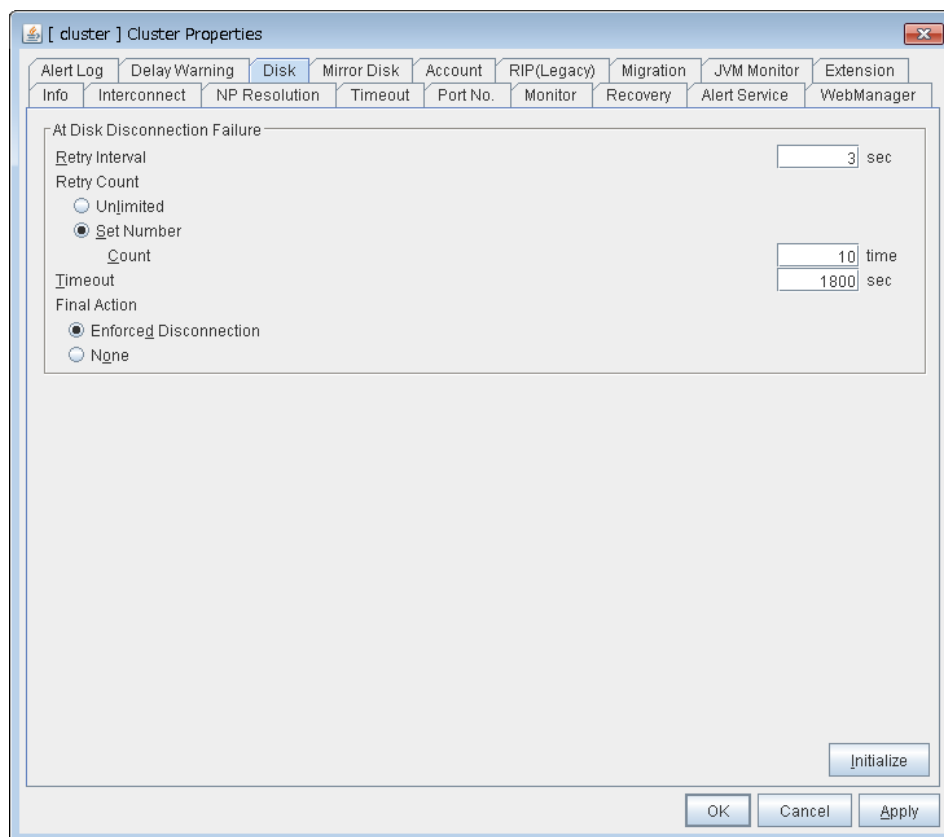 [ cluster ] Cluster Properties
Alert Log Delay Warning Disk Mirror Disk Account RIP(Legacy) Migration JVM Monitor Extension
Info Interconnect NP Resolution Timeout Port No. Monitor Recovery Alert Service WebManager
At Disk Disconnection Failure
Retry Interval 3 sec
Retry Count
Unlimited
Set Number
Count 10 time
Timeout 1800 sec
Final Action
Enforced Disconnection
None
Initialize
OK Cancel Apply